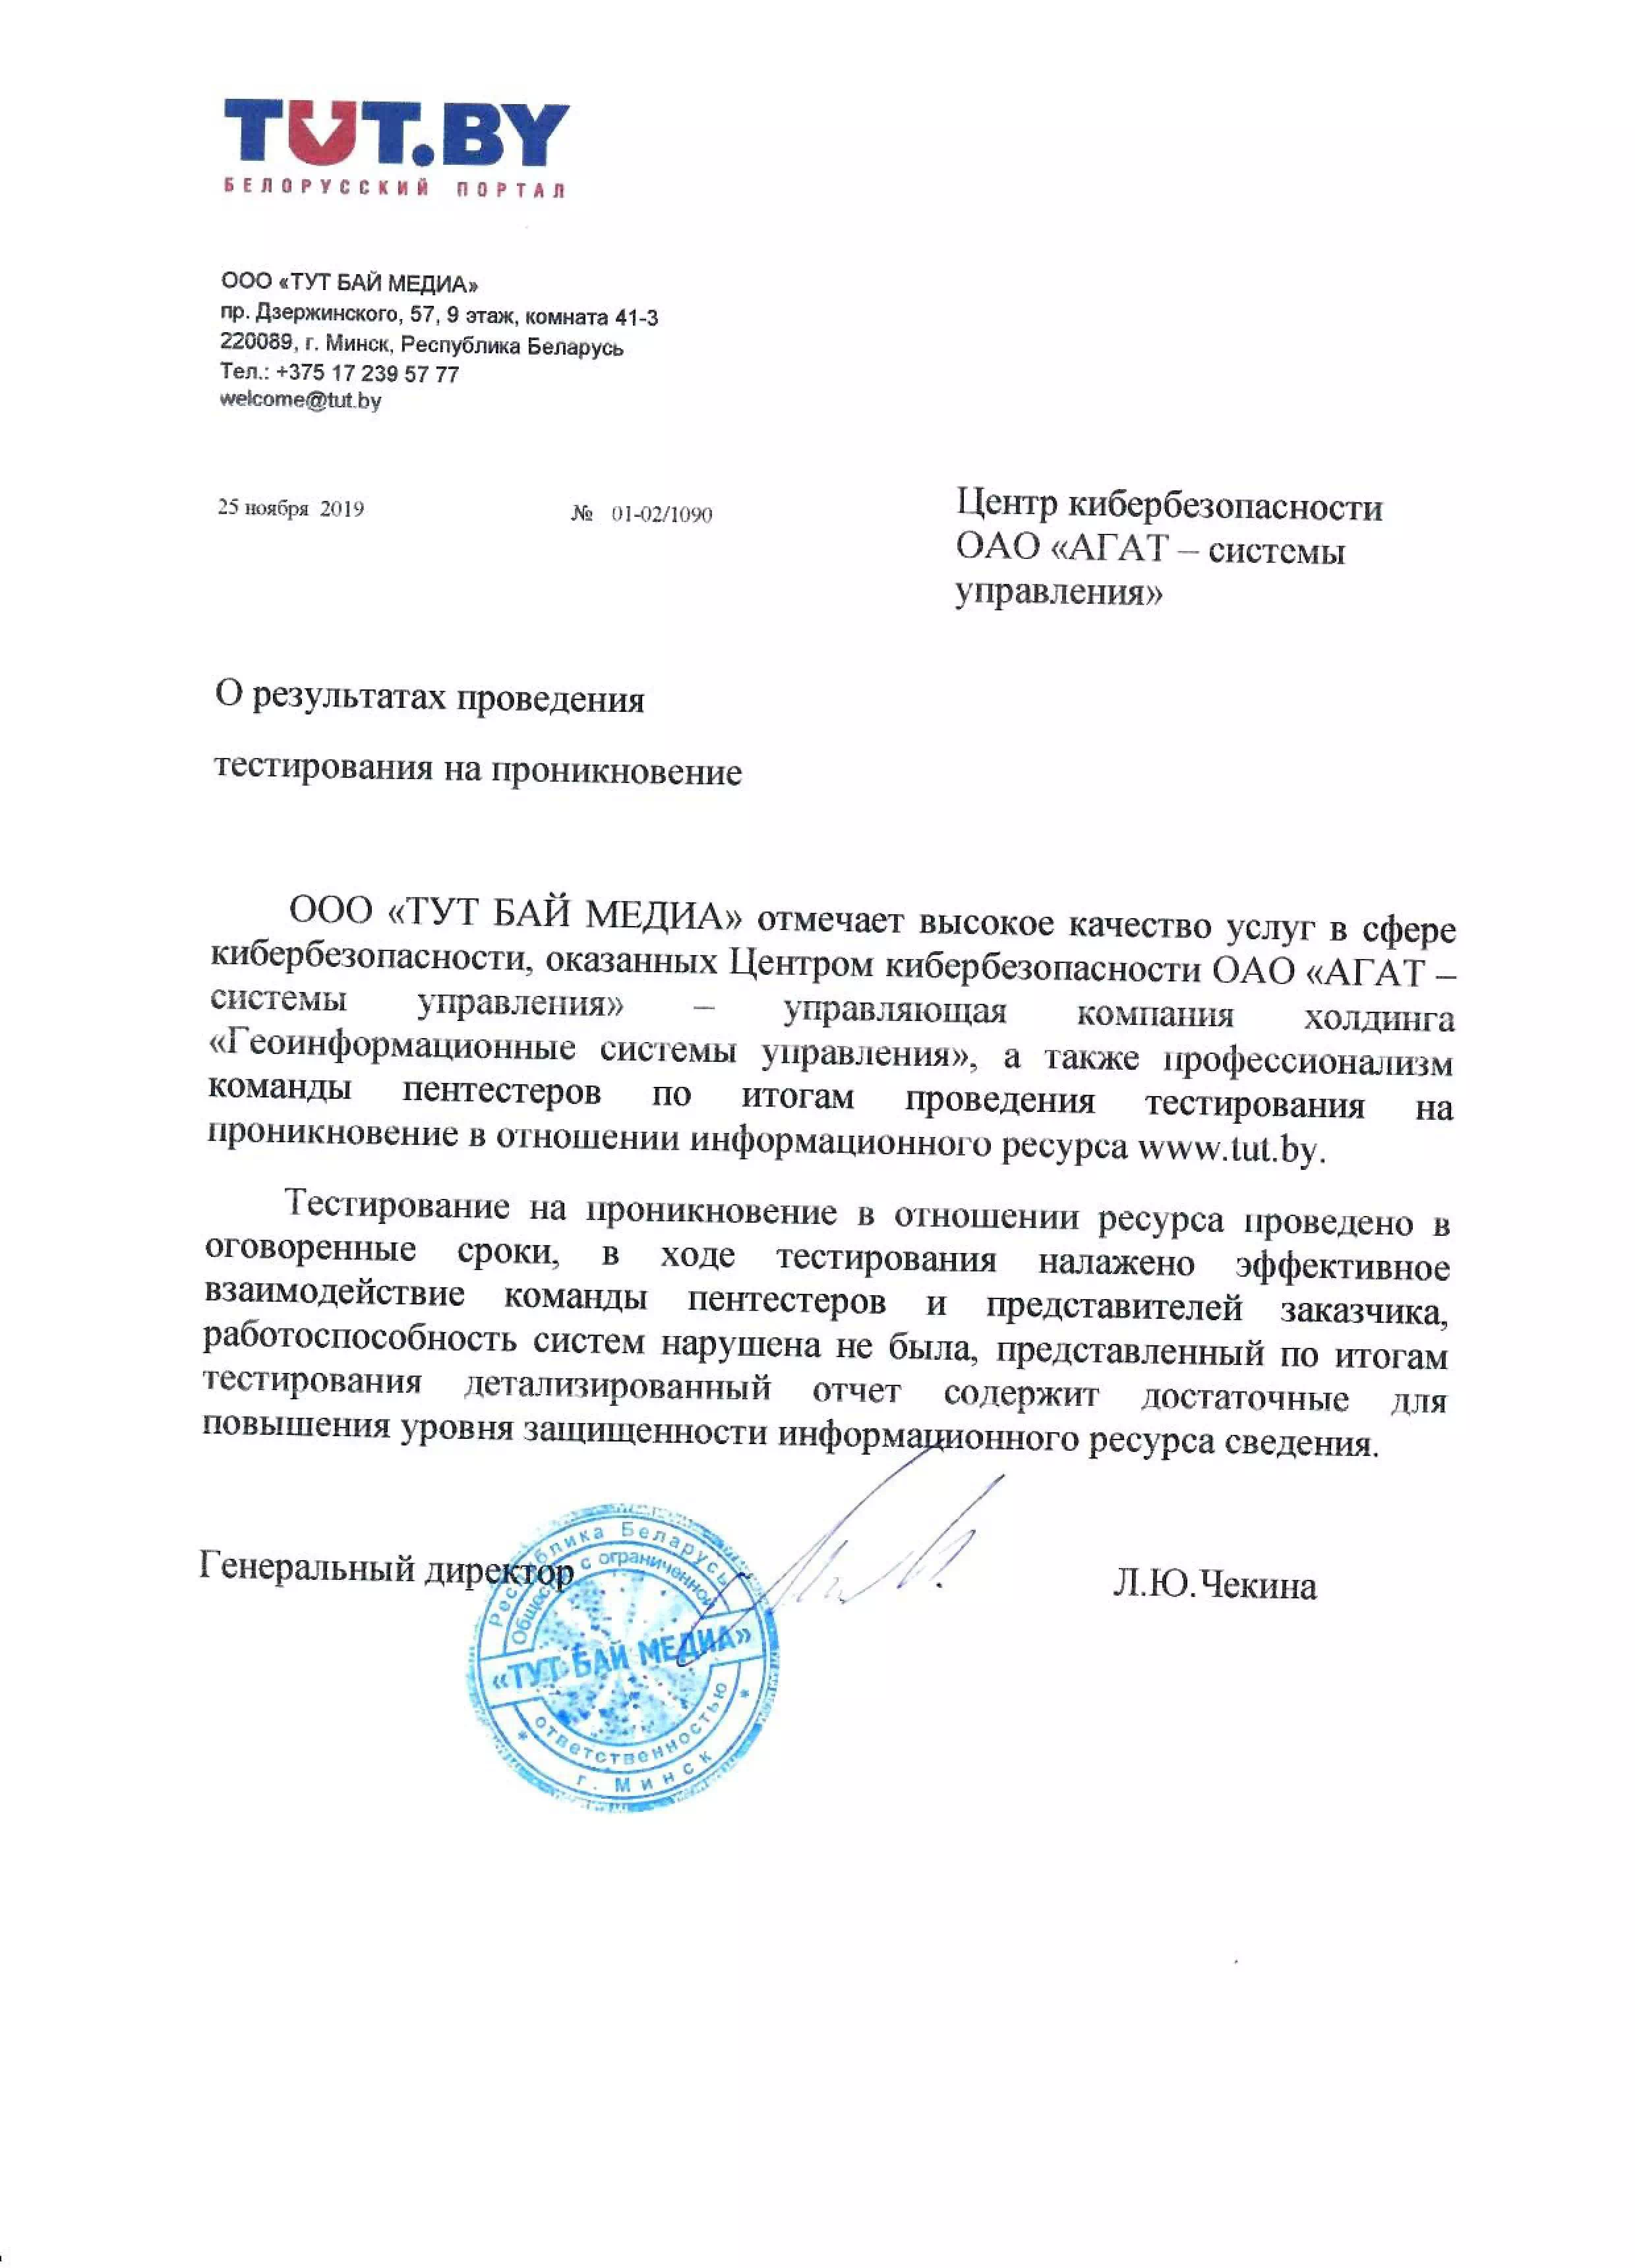 TUT.BY
БЕЛОРУССКИЙ ПОРТАЛ
ООО «ТУТ БАЙ МЕДИА»
пр. Дзержинского, 57, 9 этаж, комната 41-3
220089, г. Минск, Республика Беларусь
Тел.: +375 17 239 57 77
welcome@tut.by
25 ноября 2019 № 01-02/1090
Центр кибербезопасности
ОАО «АГАТ – системы
управления»
О результатах проведения
тестирования на проникновение
ООО «ТУТ БАЙ МЕДИА» отмечает высокое качество услуг в сфере
кибербезопасности, оказанных Центром кибербезопасности ОАО «АГАТ –
системы управления» – управляющая компания холдинга
«Геоинформационные системы управления», а также профессионализм
команды пентестеров по итогам проведения тестирования на
проникновение в отношении информационного ресурса www.tut.by.
Тестирование на проникновение в отношении ресурса проведено в
оговоренные сроки, в ходе тестирования налажено эффективное
взаимодействие команды пентестеров и представителей заказчика,
работоспособность систем нарушена не была, представленный по итогам
тестирования детализированный отчет содержит достаточные для
повышения уровня защищенности информационного ресурса сведения.
Генеральный директор Л.Ю.Чекина
Республика Беларусь
Общество с ограниченной
«ТУТ БАЙ МЕДИА»
ответственностью
* г. Минск *